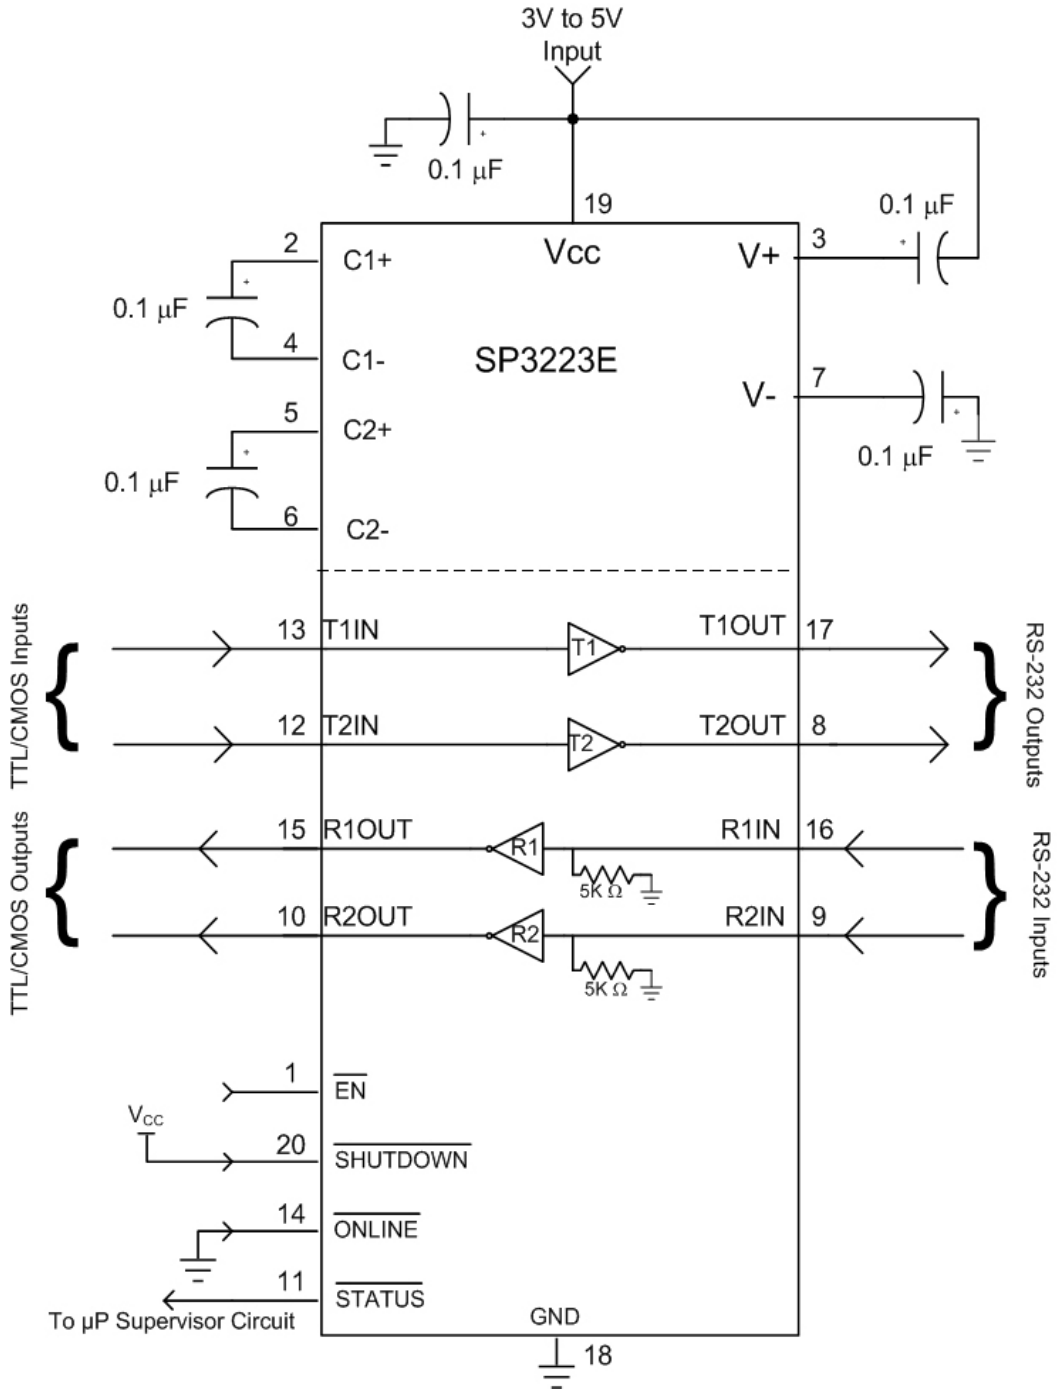 3V to 5V
Input
+
0.1 µF
19
0.1 µF
2
C1+
Vcc
V+
3
+
+
0.1 µF
SP3223E
4
C1-
7
V-
5
C2+
+
0.1 µF
+
0.1 µF
6
C2-
TTL/CMOS Inputs
13
T1IN
T1
T1OUT
17
RS-232 Outputs
12
T2IN
T2
T2OUT
8
TTL/CMOS Outputs
15
R1OUT
R1
R1IN
16
RS-232 Inputs
5K Ω
10
R2OUT
R2
R2IN
9
5K Ω
1
EN
VCC
20
SHUTDOWN
14
ONLINE
11
STATUS
To µP Supervisor Circuit
GND
18